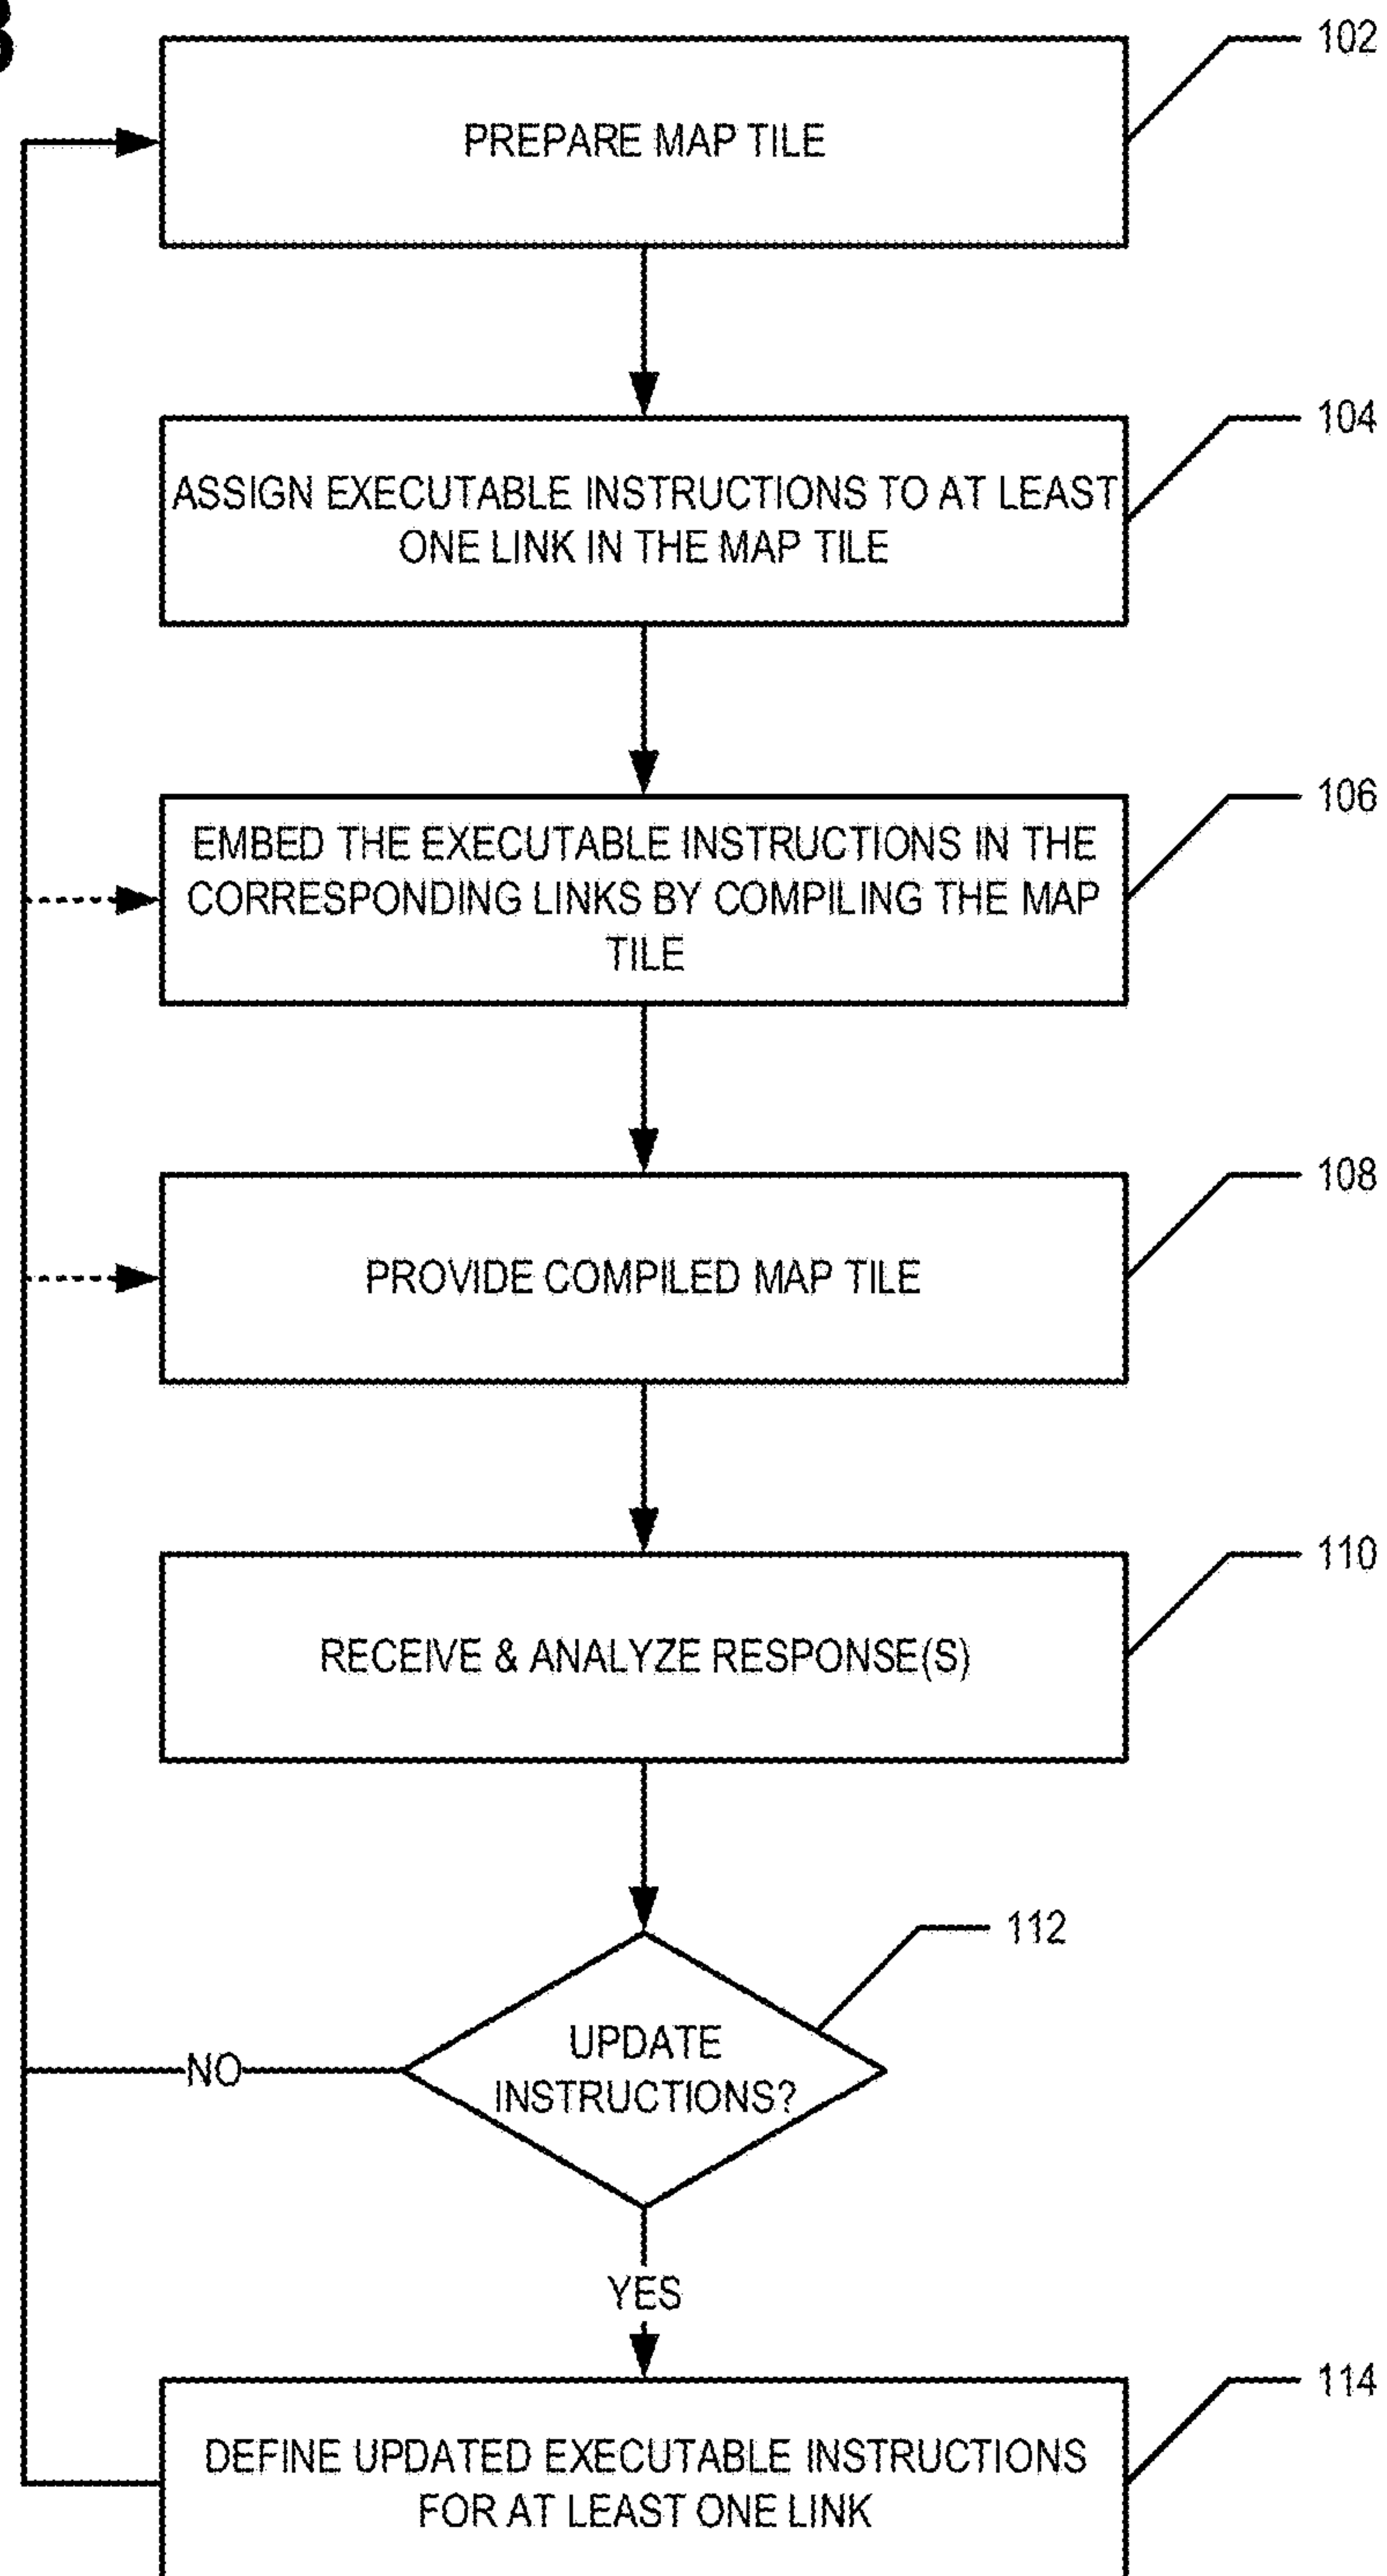 102
PREPARE MAP TILE
104
ASSIGN EXECUTABLE INSTRUCTIONS TO AT LEAST
ONE LINK IN THE MAP TILE
106
EMBED THE EXECUTABLE INSTRUCTIONS IN THE
CORRESPONDING LINKS BY COMPILING THE MAP
TILE
108
PROVIDE COMPILED MAP TILE
110
RECEIVE & ANALYZE RESPONSE(S)
112
UPDATE
INSTRUCTIONS?
NO
YES
114
DEFINE UPDATED EXECUTABLE INSTRUCTIONS
FOR AT LEAST ONE LINK